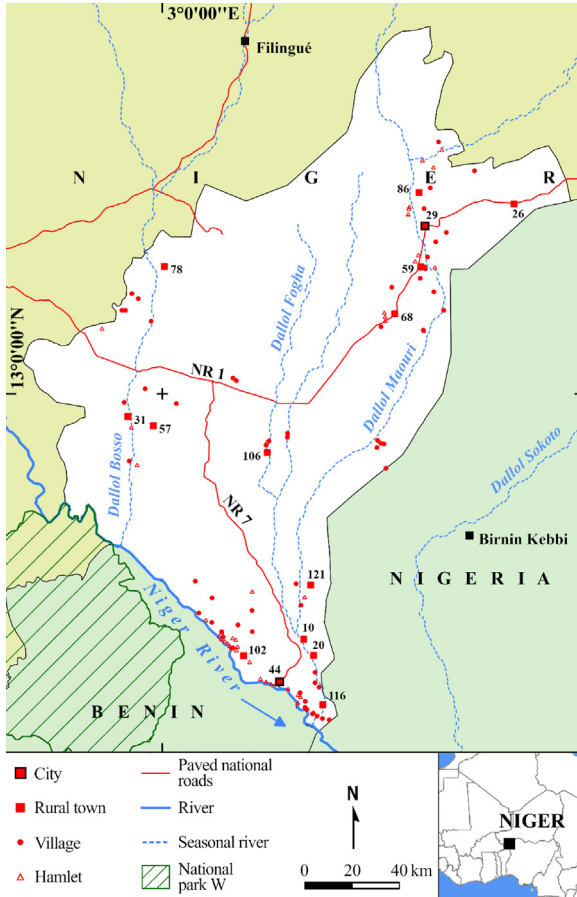 3°0'00''E
Filingué
N I G E R
86
29
26
59
78
68
Dallol Fogha
Dallol Maouri
13°0'00''N
NR 1
31
57
Dallol Bosso
106
NR 7
Dallol Sokoto
Birnin Kebbi
NIGERIA
121
10
20
102
44
116
Niger River
BENIN
City
Rural town
Village
Hamlet
Paved national
roads
River
Seasonal river
National
park W
N
0 20 40 km
NIGER